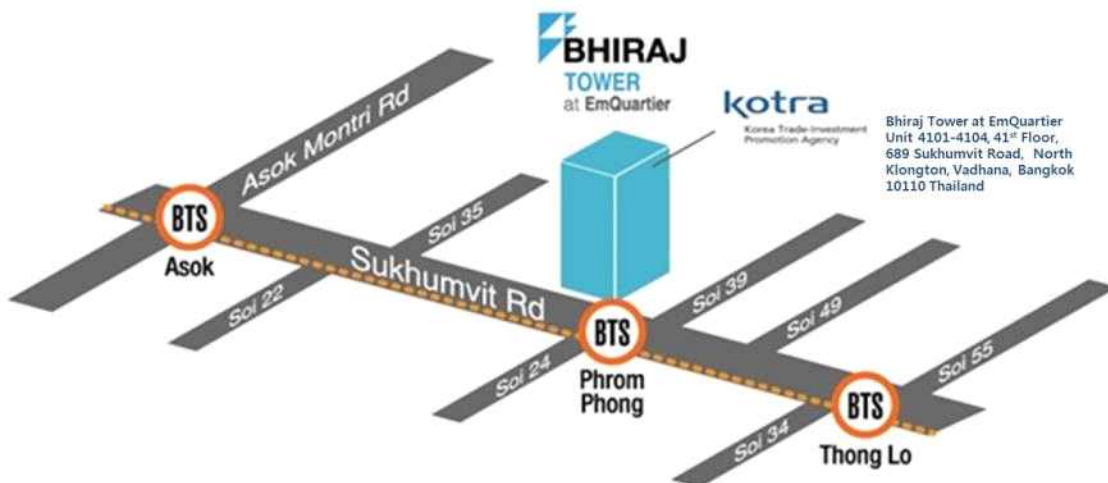 BHIRAJ
TOWER
at EmQuartier
kotra
Korea Trade-Investment
Promotion Agency
Bhiraj Tower at EmQuartier
Unit 4101-4104, 41st Floor,
689 Sukhumvit Road, North
Klongton, Vadhana, Bangkok
10110 Thailand
Asok Montri Rd
BTS
Asok
Soi 35
Soi 22
Sukhumvit Rd
Soi 39
Soi 49
BTS
Phrom
Phong
Soi 24
Soi 55
BTS
Thong Lo
Soi 34